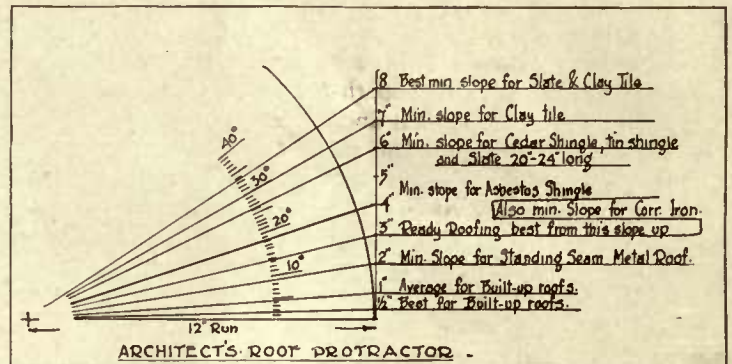 8 Best min slope for Slate & Clay Tile
7" Min. slope for Clay tile
6" Min. slope for Cedar Shingle, tin shingle
and Slate 20"-24" long
5"
Min. slope for Asbestos Shingle
4"
Also min. Slope for Corr. Iron.
3" Ready Roofing best from this slope up
2" Min. Slope for Standing Seam Metal Roof.
1" Average for Built-up roofs.
½" Best for Built-up roofs.
40°
30°
20°
10°
12" Run
ARCHITECT'S ROOF PROTRACTOR -